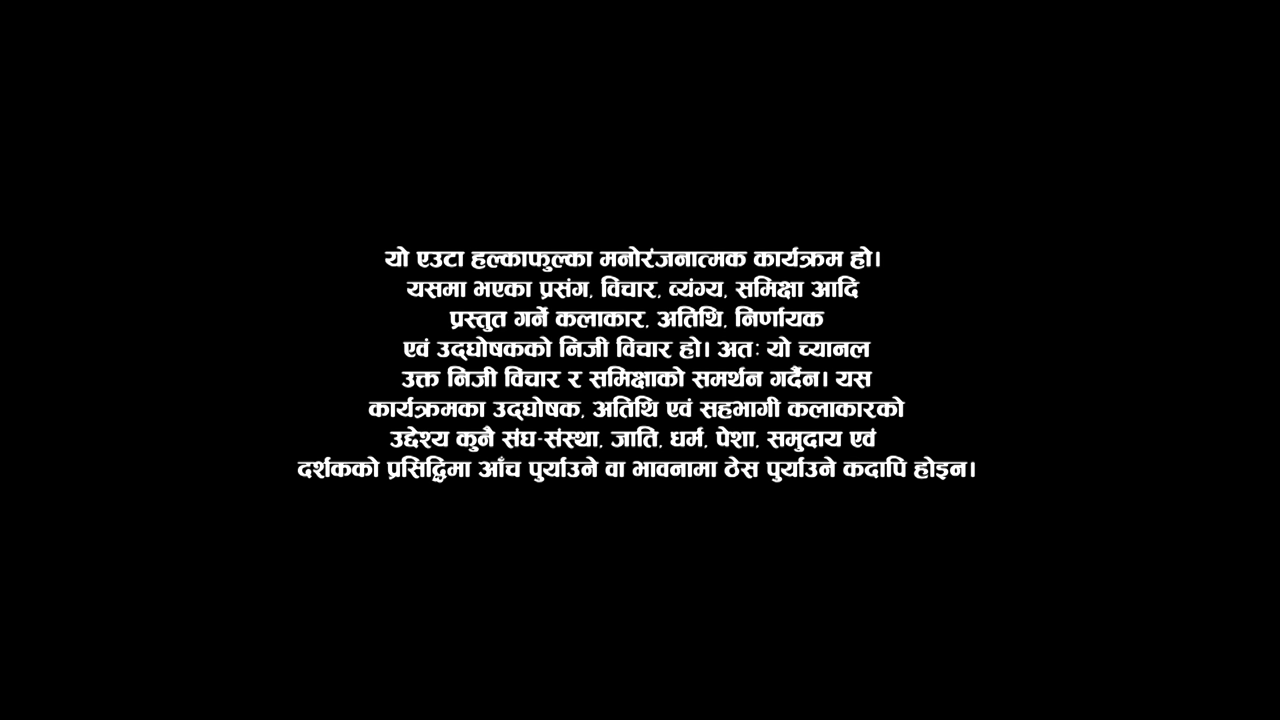 यो एउटा हल्काफुल्का मनोरंजनात्मक कार्यक्रम हो।
यसमा भएका प्रसंग, विचार, व्यंग्य, समिक्षा आदि
प्रस्तुत गर्ने कलाकार, अतिथि, निर्णायक
एवं उद्घोषकको निजी विचार हो। अतः यो च्यानल
उक्त निजी विचार र समिक्षाको समर्थन गर्दैन। यस
कार्यक्रमका उद्घोषक, अतिथि एवं सहभागी कलाकारको
उद्देश्य कुनै संघ-संस्था, जाति, धर्म, पेशा, समुदाय एवं
दर्शकको प्रसिद्धिमा आँच पुर्याउने वा भावनामा ठेस पुर्याउने कदापि होइन।